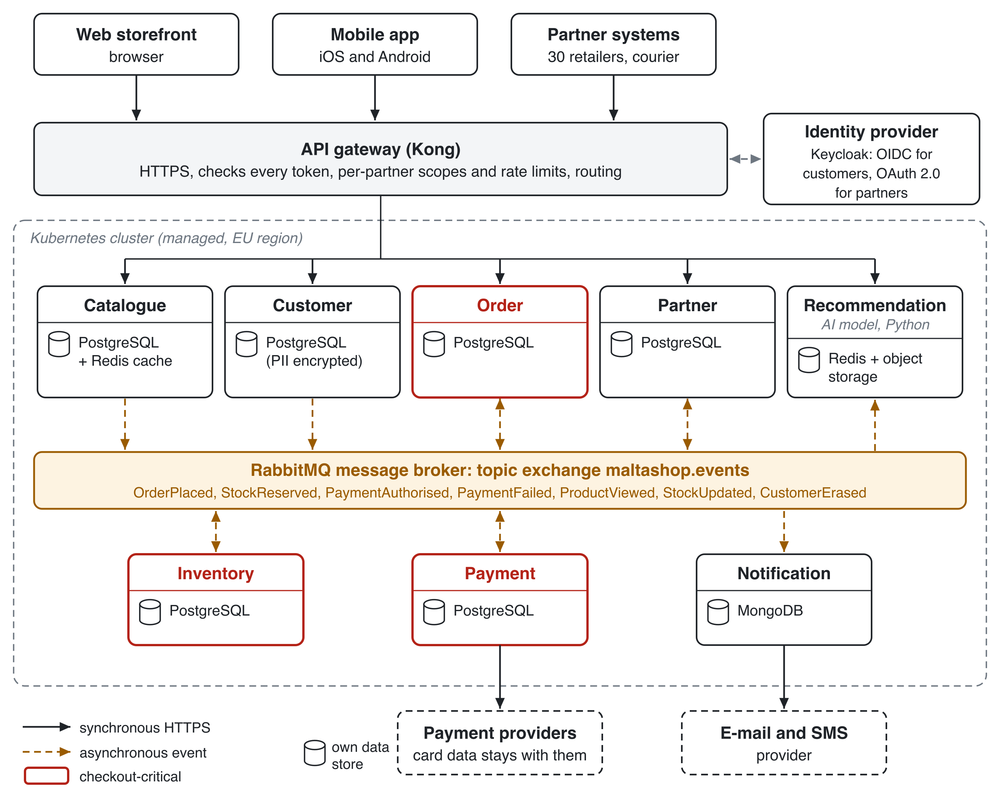 Web storefront
browser
Mobile app
iOS and Android
Partner systems
30 retailers, courier
API gateway (Kong)
HTTPS, checks every token, per-partner scopes and rate limits, routing
Identity provider
Keycloak: OIDC for
customers, OAuth 2.0
for partners
Kubernetes cluster (managed, EU region)
Catalogue
PostgreSQL
+ Redis cache
Customer
PostgreSQL
(PII encrypted)
Order
PostgreSQL
Partner
PostgreSQL
Recommendation
AI model, Python
Redis + object
storage
RabbitMQ message broker: topic exchange maltashop.events
OrderPlaced, StockReserved, PaymentAuthorised, PaymentFailed, ProductViewed, StockUpdated, CustomerErased
Inventory
PostgreSQL
Payment
PostgreSQL
Notification
MongoDB
synchronous HTTPS
asynchronous event
checkout-critical
own data
store
Payment providers
card data stays with them
E-mail and SMS
provider